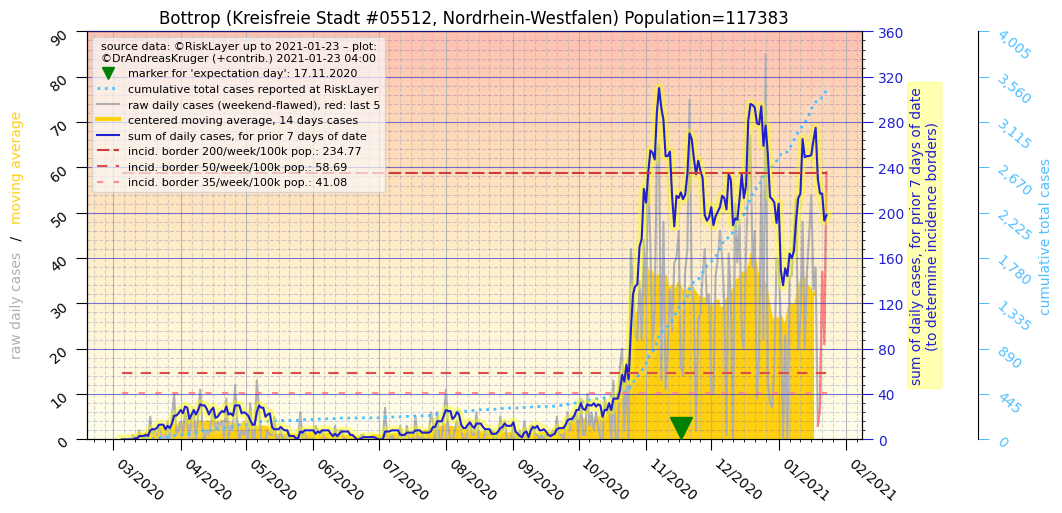 Bottrop (Kreisfreie Stadt #05512, Nordrhein-Westfalen) Population=117383
source data: ©RiskLayer up to 2021-01-23 – plot:
©DrAndreasKruger (+contrib.) 2021-01-23 04:00
marker for 'expectation day': 17.11.2020
cumulative total cases reported at RiskLayer
raw daily cases (weekend-flawed), red: last 5
centered moving average, 14 days cases
sum of daily cases, for prior 7 days of date
incid. border 200/week/100k pop.: 234.77
incid. border 50/week/100k pop.: 58.69
incid. border 35/week/100k pop.: 41.08
raw daily cases / moving average
90
80
70
60
50
40
30
20
10
0
03/2020
04/2020
05/2020
06/2020
07/2020
08/2020
09/2020
10/2020
11/2020
12/2020
01/2021
02/2021
360
320
280
240
200
160
120
80
40
0
sum of daily cases, for prior 7 days of date
(to determine incidence borders)
4,005
3,560
3,115
2,670
2,225
1,780
1,335
890
445
0
cumulative total cases